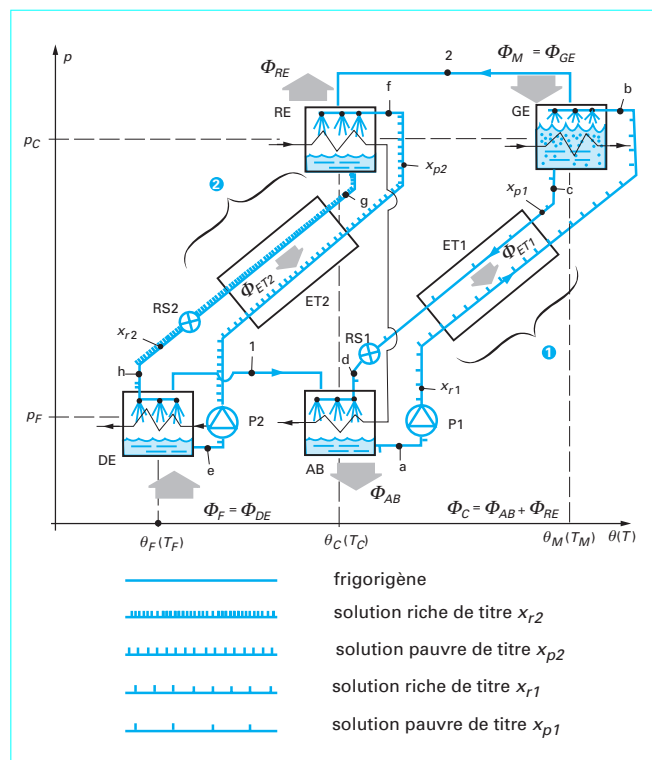 p
2
Φ_M = Φ_GE
Φ_RE
f
b
RE
GE
p_C
x_p2
❷
g
c
x_p1
ET1
Φ_ET1
Φ_ET2
ET2
RS2
x_r2
RS1
❶
h
1
d
x_r1
p_F
P2
P1
DE
e
AB
a
Φ_AB
Φ_F = Φ_DE
Φ_C = Φ_AB + Φ_RE
θ_F (T_F)
θ_C (T_C)
θ_M (T_M)
θ(T)
frigorigène
solution riche de titre x_r2
solution pauvre de titre x_p2
solution riche de titre x_r1
solution pauvre de titre x_p1